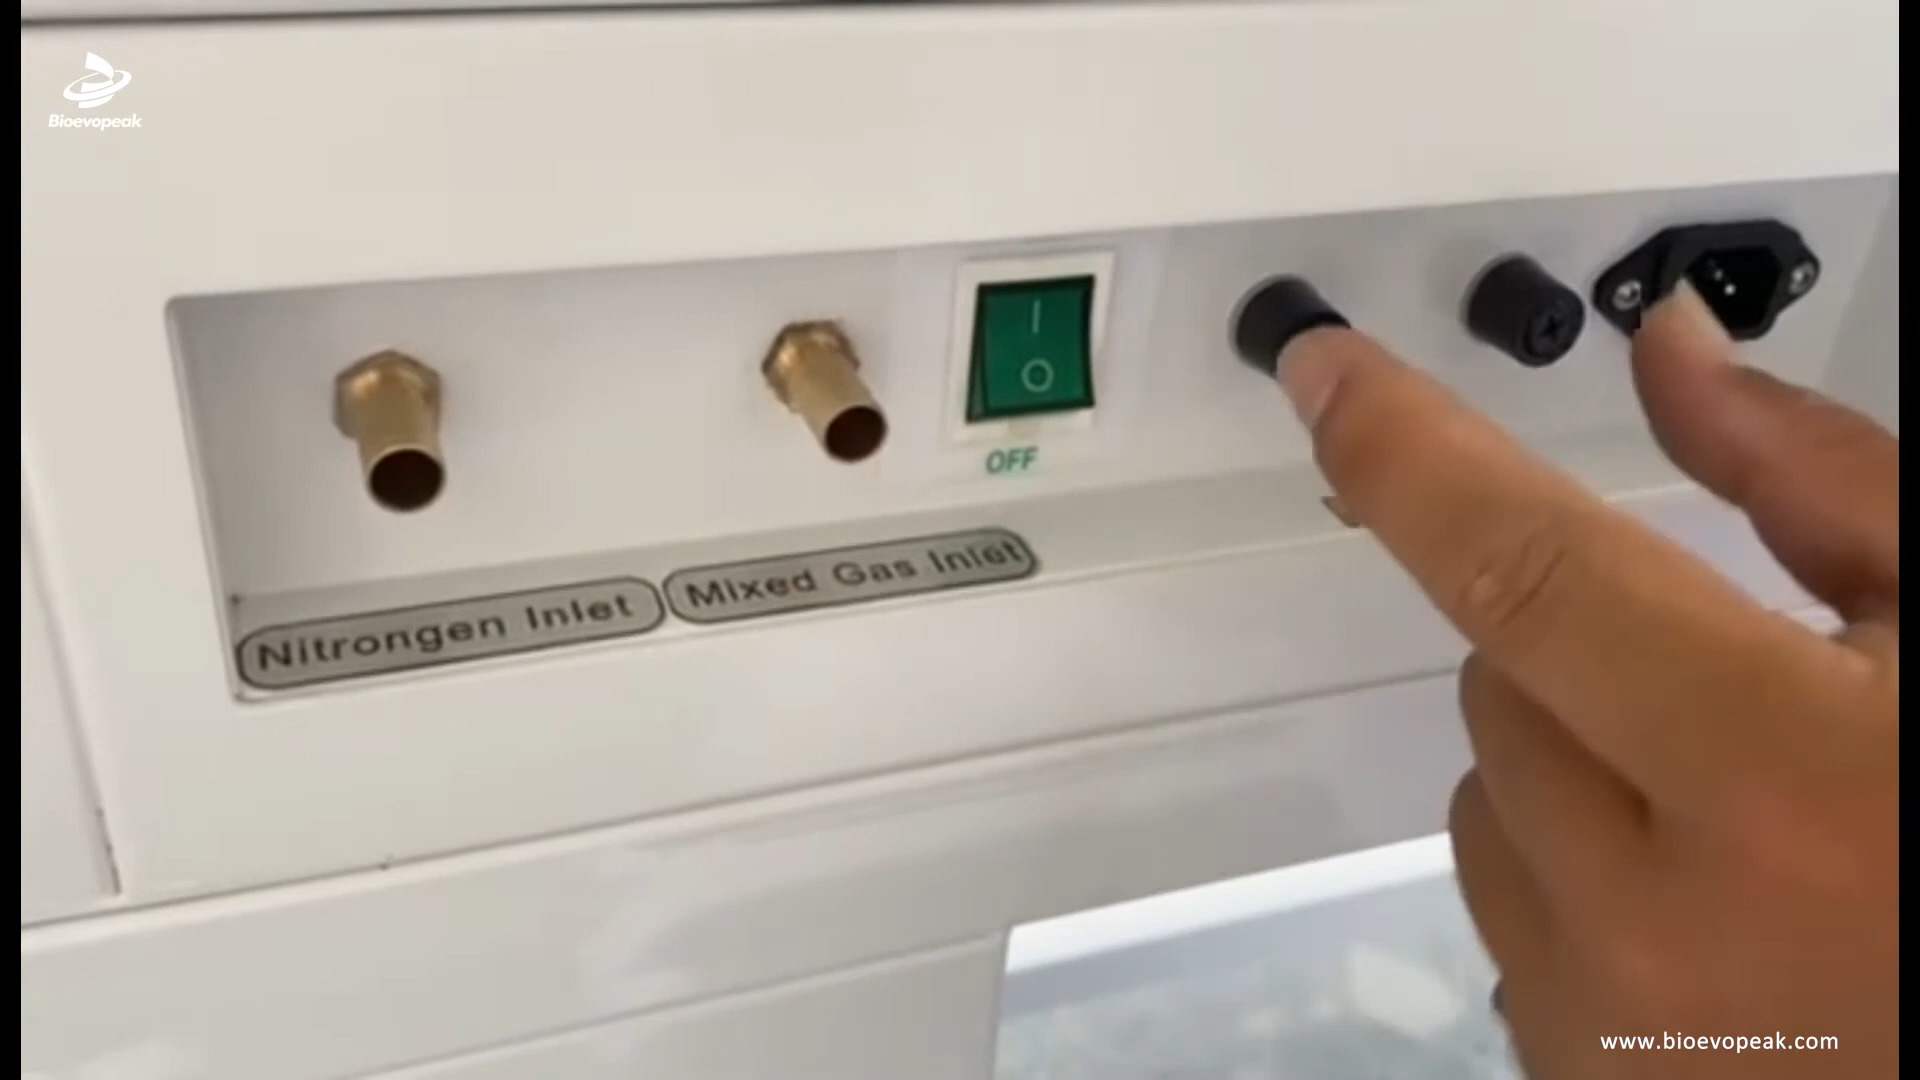 Bioevopeak
OFF
Nitrongen Inlet
Mixed Gas Inlet
www.bioevopeak.com